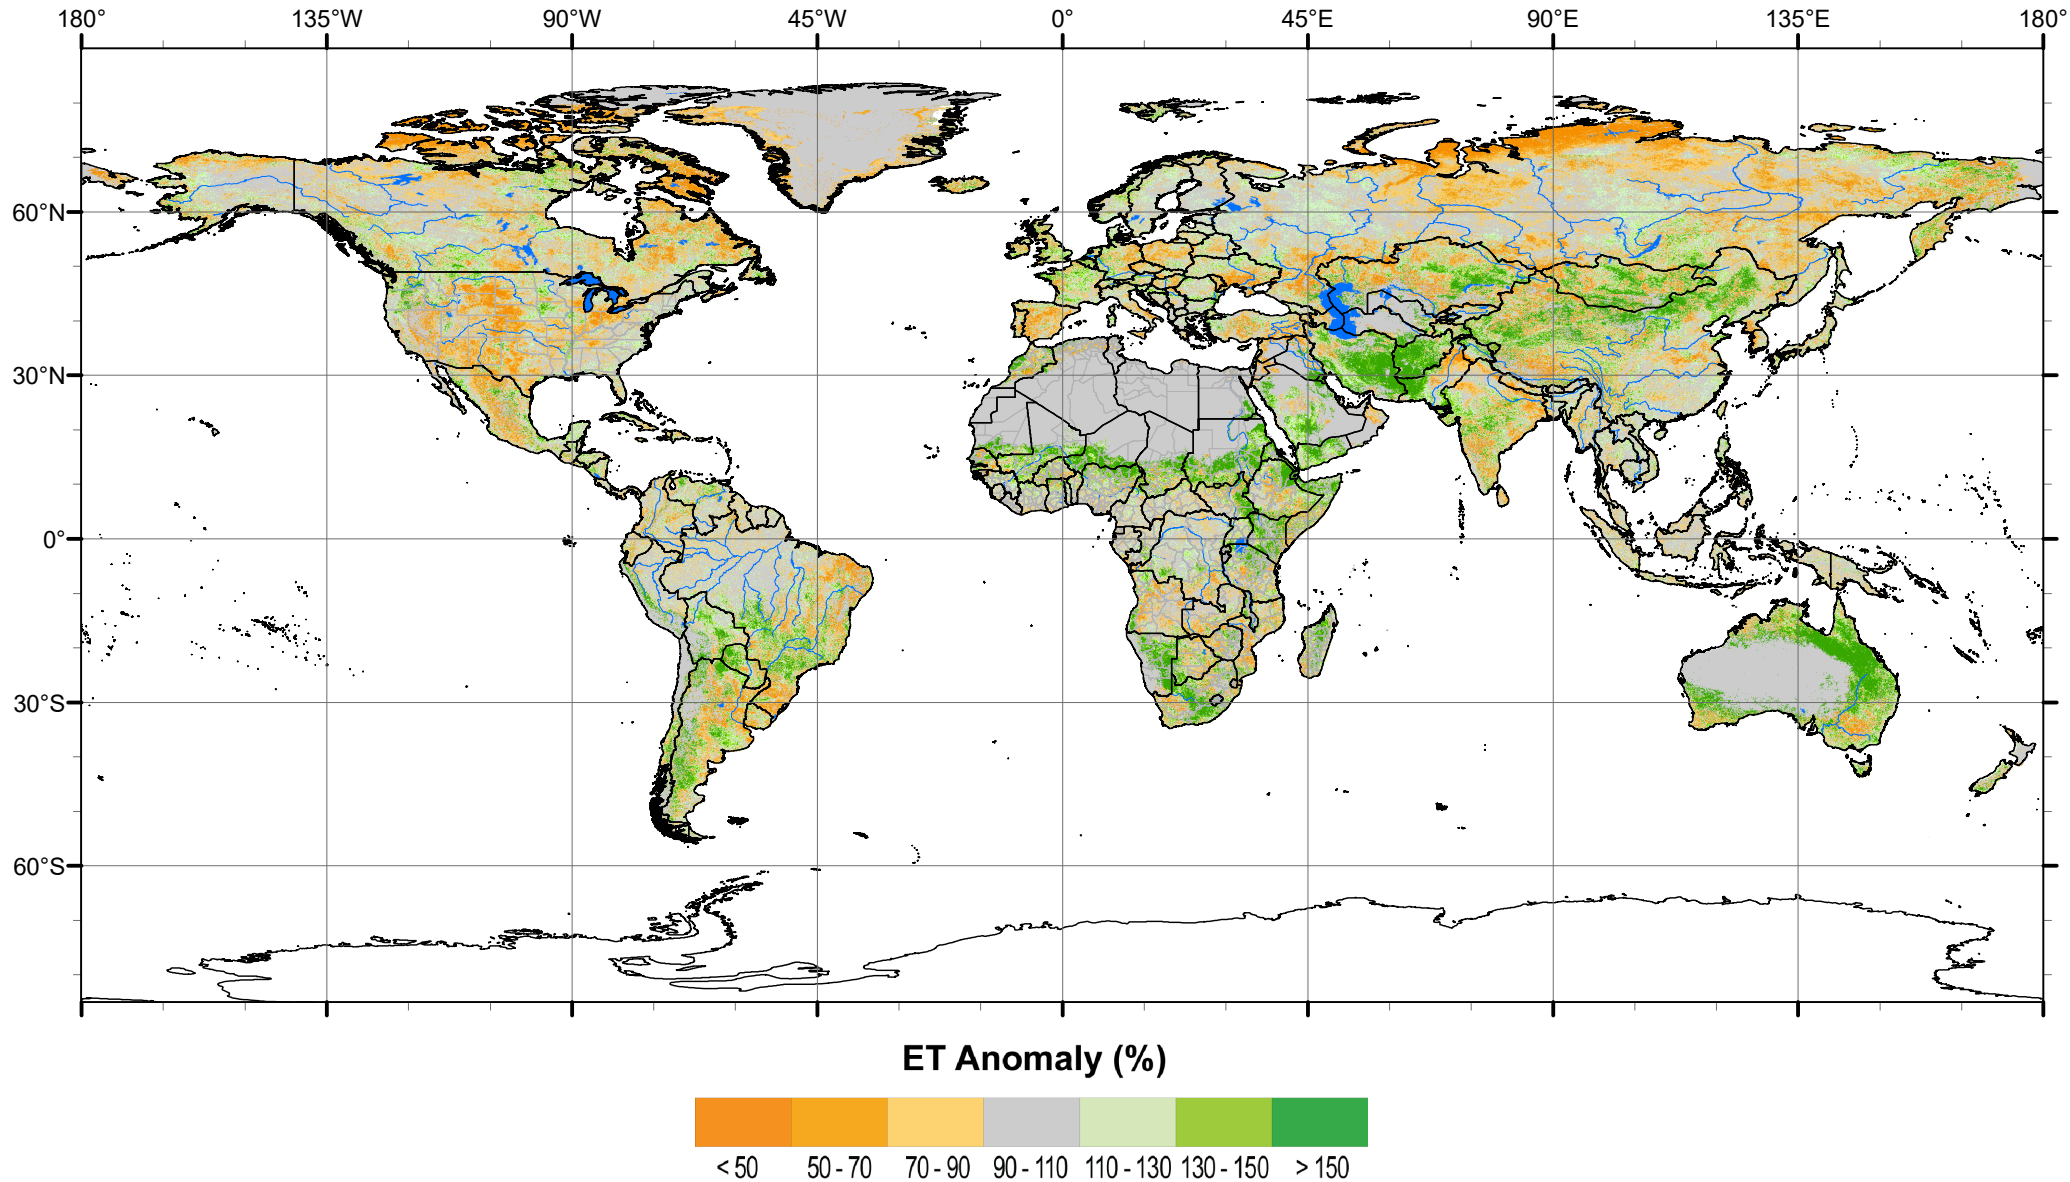 180° 135°W 90°W 45°W 0° 45°E 90°E 135°E 180°
60°N
30°N
0°
30°S
60°S
ET Anomaly (%)
< 50 50 - 70 70 - 90 90 - 110 110 - 130 130 - 150 > 150